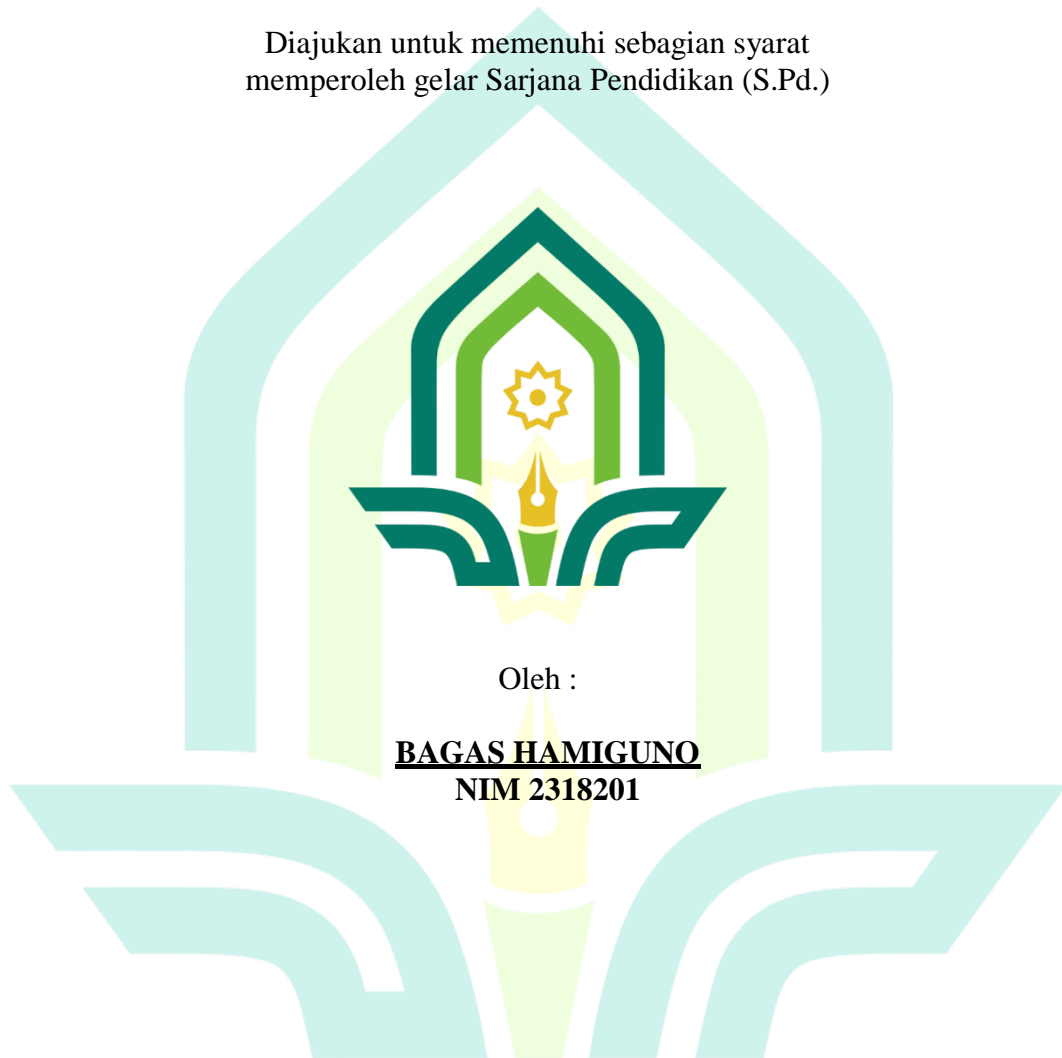 Diajukan untuk memenuhi sebagian syarat
memperoleh gelar Sarjana Pendidikan (S.Pd.)
Oleh :
BAGAS HAMIGUNO
NIM 2318201